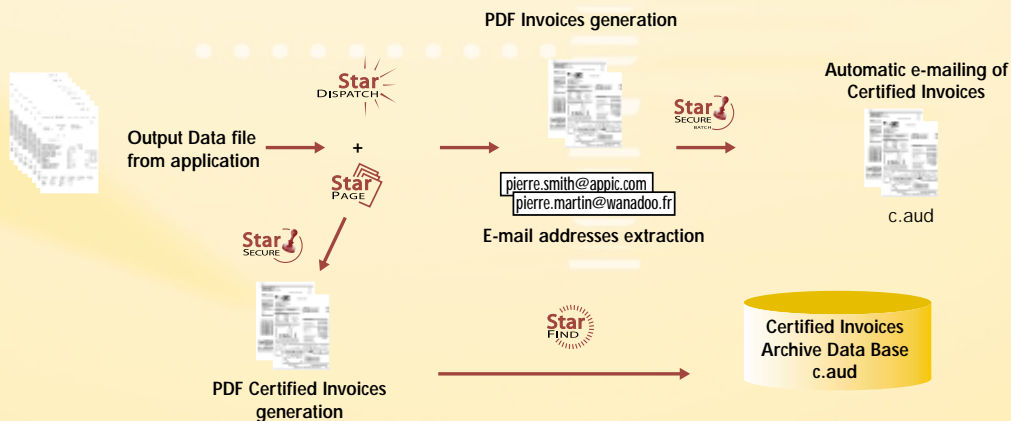 PDF Invoices generation
Star
DISPATCH
Automatic e-mailing of
Certified Invoices
Output Data file
from application
+
Star
SECURE
BATCH
Star
PAGE
pierre.smith@appic.com
pierre.martin@wanadoo.fr
c.aud
E-mail addresses extraction
Star
SECURE
Star
FIND
Certified Invoices
Archive Data Base
c.aud
PDF Certified Invoices
generation